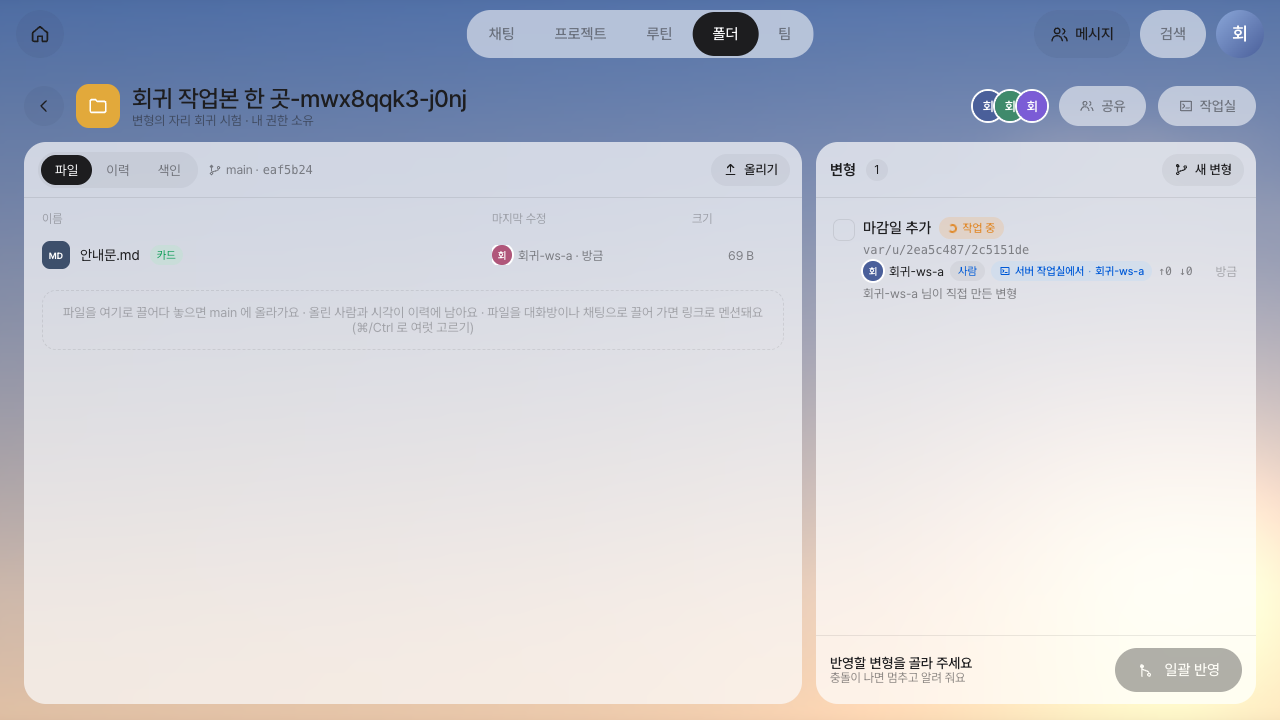 채팅 프로젝트 루틴 폴더 팀
메시지 검색 회
회귀 작업본 한 곳-mwx8qqk3-j0nj
변형의 자리 회귀 시험 · 내 권한 소유
회 회 회 공유 작업실
파일 이력 색인 main · eaf5b24 올리기
이름 마지막 수정 크기
MD 안내문.md 카드 회 회귀-ws-a · 방금 69 B
파일을 여기로 끌어다 놓으면 main 에 올라가요 · 올린 사람과 시각이 이력에 남아요 · 파일을 대화방이나 채팅으로 끌어 가면 링크로 멘션돼요
(⌘/Ctrl 로 여럿 고르기)
변형 1 새 변형
마감일 추가 작업 중
var/u/2ea5c487/2c5151de
회 회귀-ws-a 사람 서버 작업실에서 · 회귀-ws-a ↑0 ↓0 방금
회귀-ws-a 님이 직접 만든 변형
반영할 변형을 골라 주세요
충돌이 나면 멈추고 알려 줘요
일괄 반영